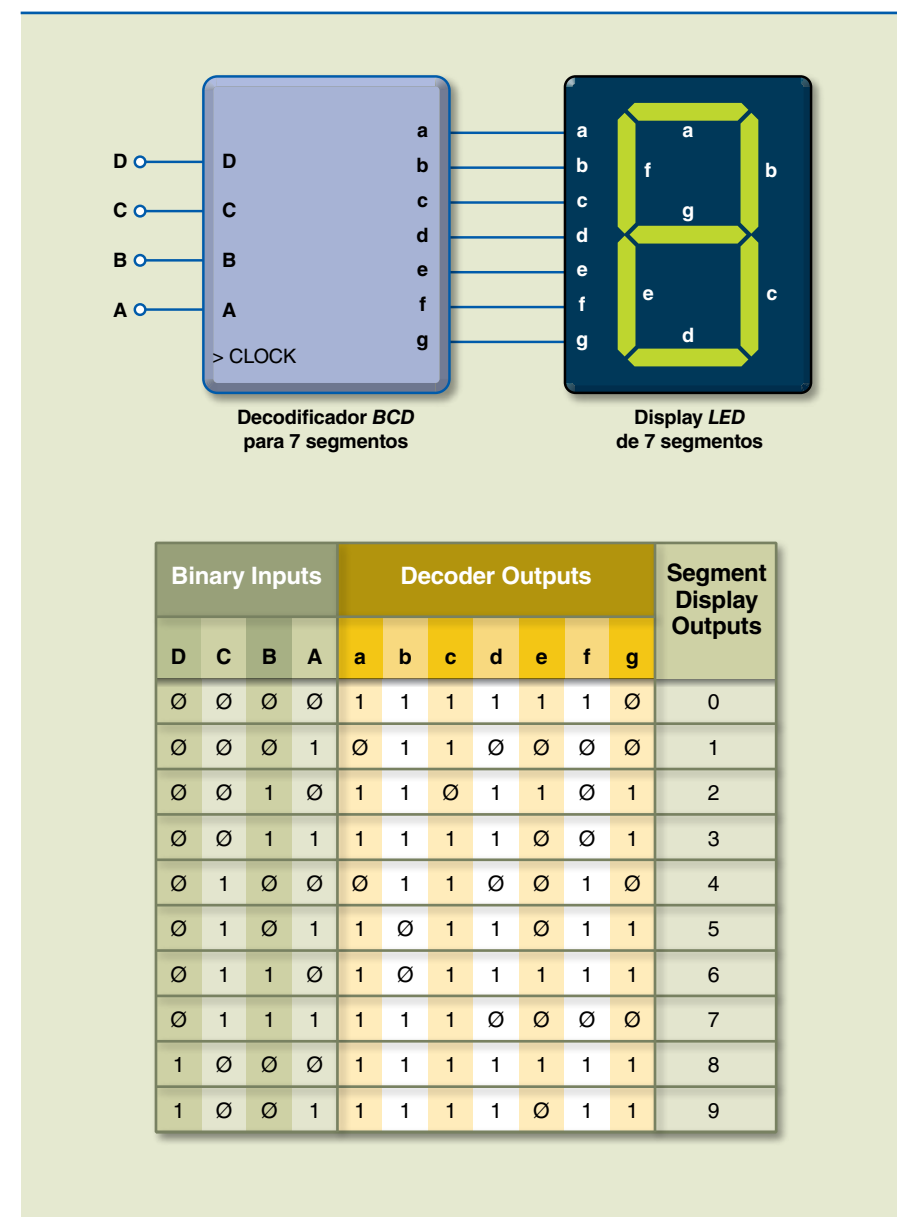 D D a a a
C C b b f b
B B c c g
A A d d
e e e c
f f d
g g
> CLOCK
Decodificador BCD
para 7 segmentos
Display LED
de 7 segmentos
Binary Inputs Decoder Outputs Segment
Display
Outputs
D C B A a b c d e f g
Ø Ø Ø Ø 1 1 1 1 1 1 Ø 0
Ø Ø Ø 1 Ø 1 1 Ø Ø Ø Ø 1
Ø Ø 1 Ø 1 1 Ø 1 1 Ø 1 2
Ø Ø 1 1 1 1 1 1 Ø Ø 1 3
Ø 1 Ø Ø Ø 1 1 Ø Ø 1 Ø 4
Ø 1 Ø 1 1 Ø 1 1 Ø 1 1 5
Ø 1 1 Ø 1 Ø 1 1 1 1 1 6
Ø 1 1 1 1 1 1 Ø Ø Ø Ø 7
1 Ø Ø Ø 1 1 1 1 1 1 1 8
1 Ø Ø 1 1 1 1 1 Ø 1 1 9